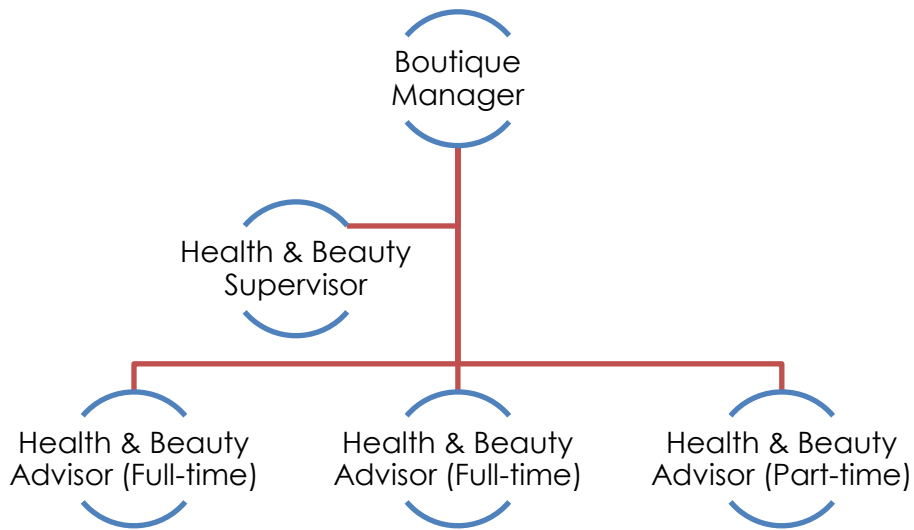 Boutique
Manager
Health & Beauty
Supervisor
Health & Beauty
Advisor (Full-time)
Health & Beauty
Advisor (Full-time)
Health & Beauty
Advisor (Part-time)